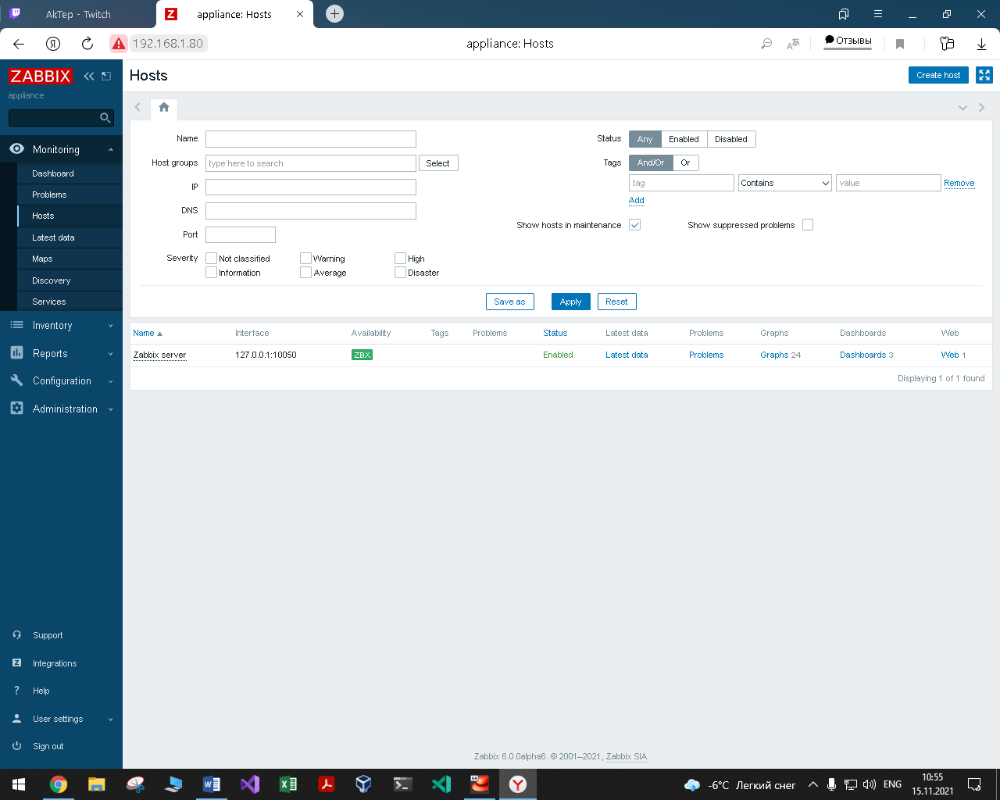 AkTep - Twitch
appliance: Hosts
192.168.1.80
appliance: Hosts
Отзывы
ZABBIX
appliance
Monitoring
Dashboard
Problems
Hosts
Latest data
Maps
Discovery
Services
Inventory
Reports
Configuration
Administration
Support
Integrations
Help
User settings
Sign out
Hosts
Create host
Name
Host groups type here to search Select
IP
DNS
Port
Severity Not classified Warning High
Information Average Disaster
Status Any Enabled Disabled
Tags And/Or Or
tag Contains value Remove
Add
Show hosts in maintenance Show suppressed problems
Save as Apply Reset
Name Interface Availability Tags Problems Status Latest data Problems Graphs Dashboards Web
Zabbix server 127.0.0.1:10050 ZBX Enabled Latest data Problems Graphs 24 Dashboards 3 Web 1
Displaying 1 of 1 found
Zabbix 6.0.0alpha6. © 2001–2021, Zabbix SIA
-6°C Легкий снег
ENG
10:55
15.11.2021